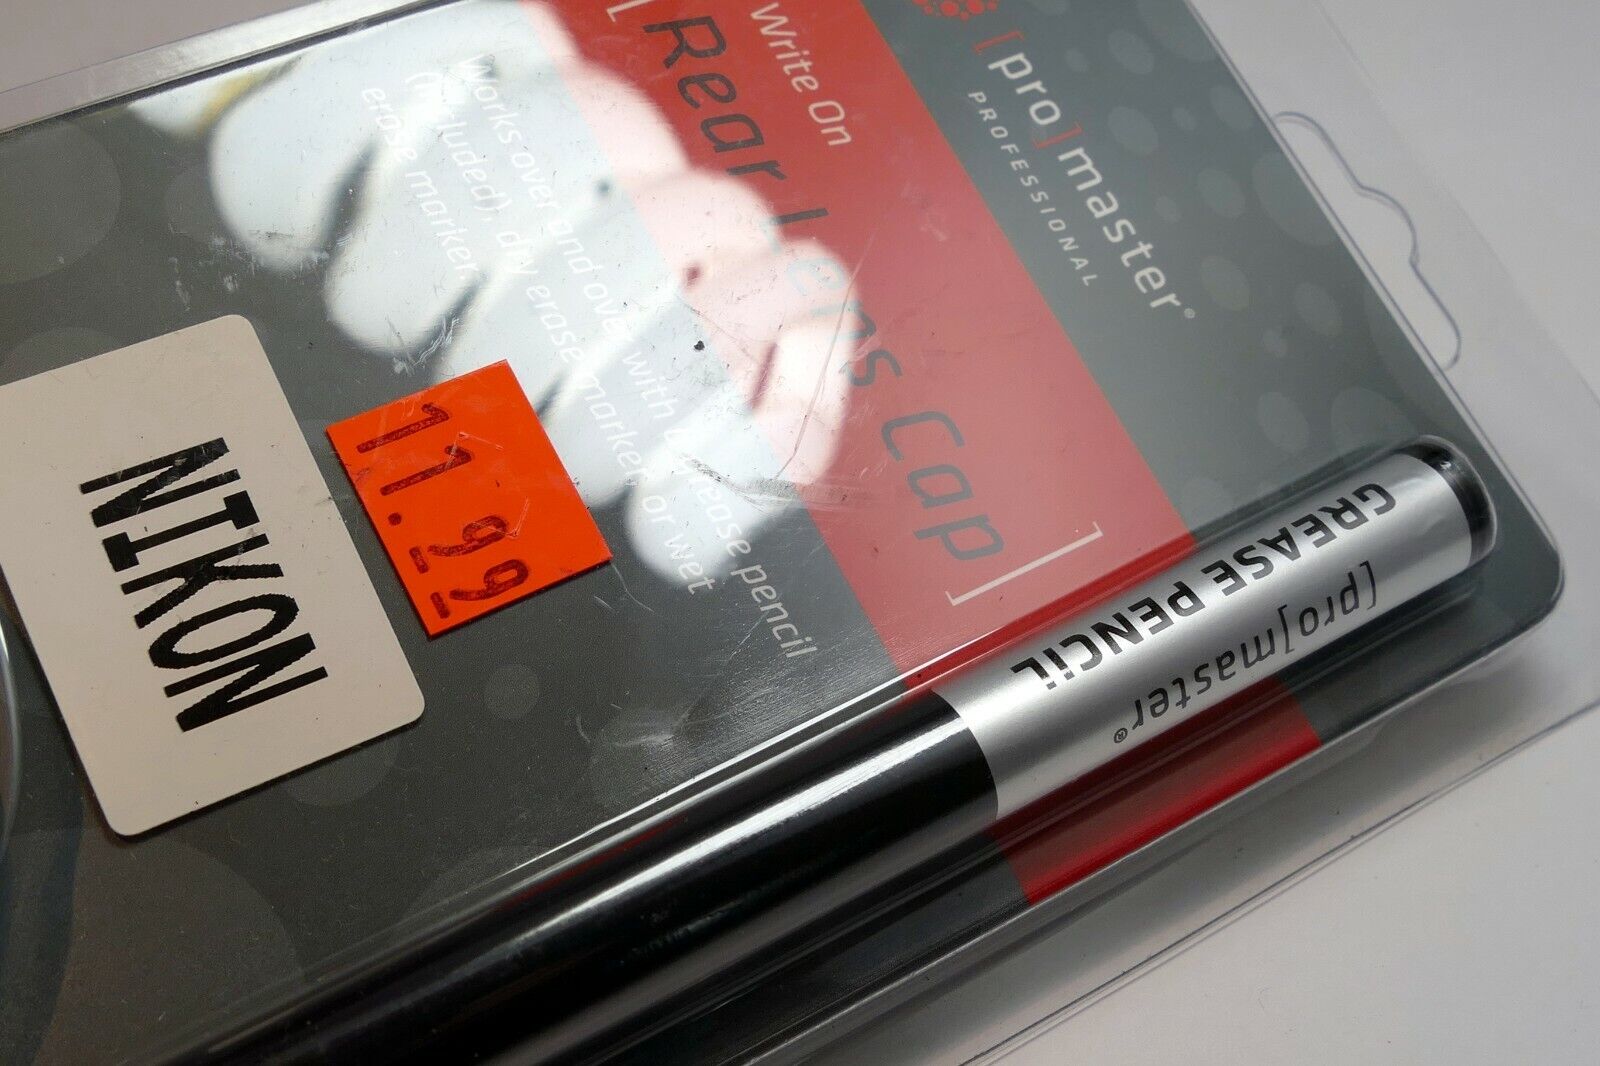 [pro]master®
PROFESSIONAL
Write On
[Rear Lens Cap]
Works over and over with grease pencil
(included), dry erase marker, or wet
erase marker.
11.99
NIKON
GREASE PENCiL
[pro]master®